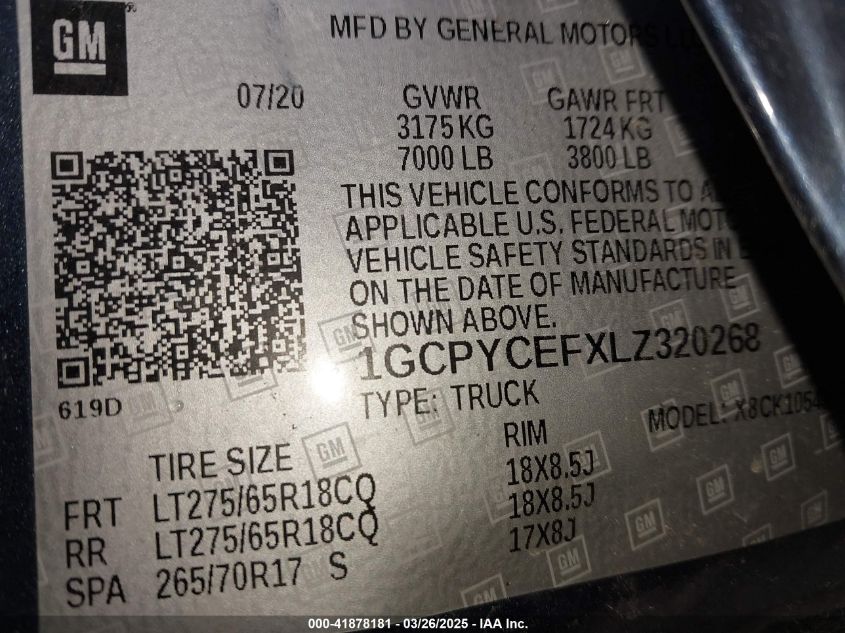 GM
MFD BY GENERAL MOTORS
07/20 GVWR GAWR FRT
3175 KG 1724 KG
7000 LB 3800 LB
THIS VEHICLE CONFORMS TO
APPLICABLE U.S. FEDERAL
VEHICLE SAFETY STANDARDS IN
ON THE DATE OF MANUFACTURE
SHOWN ABOVE.
1GCPYCEFXLZ320268
619D
TYPE: TRUCK
MODEL:
TIRE SIZE RIM
FRT LT275/65R18CQ 18X8.5J
RR LT275/65R18CQ 18X8.5J
SPA 265/70R17 S 17X8J
000-41878181 — 03/26/2025 — IAA Inc.